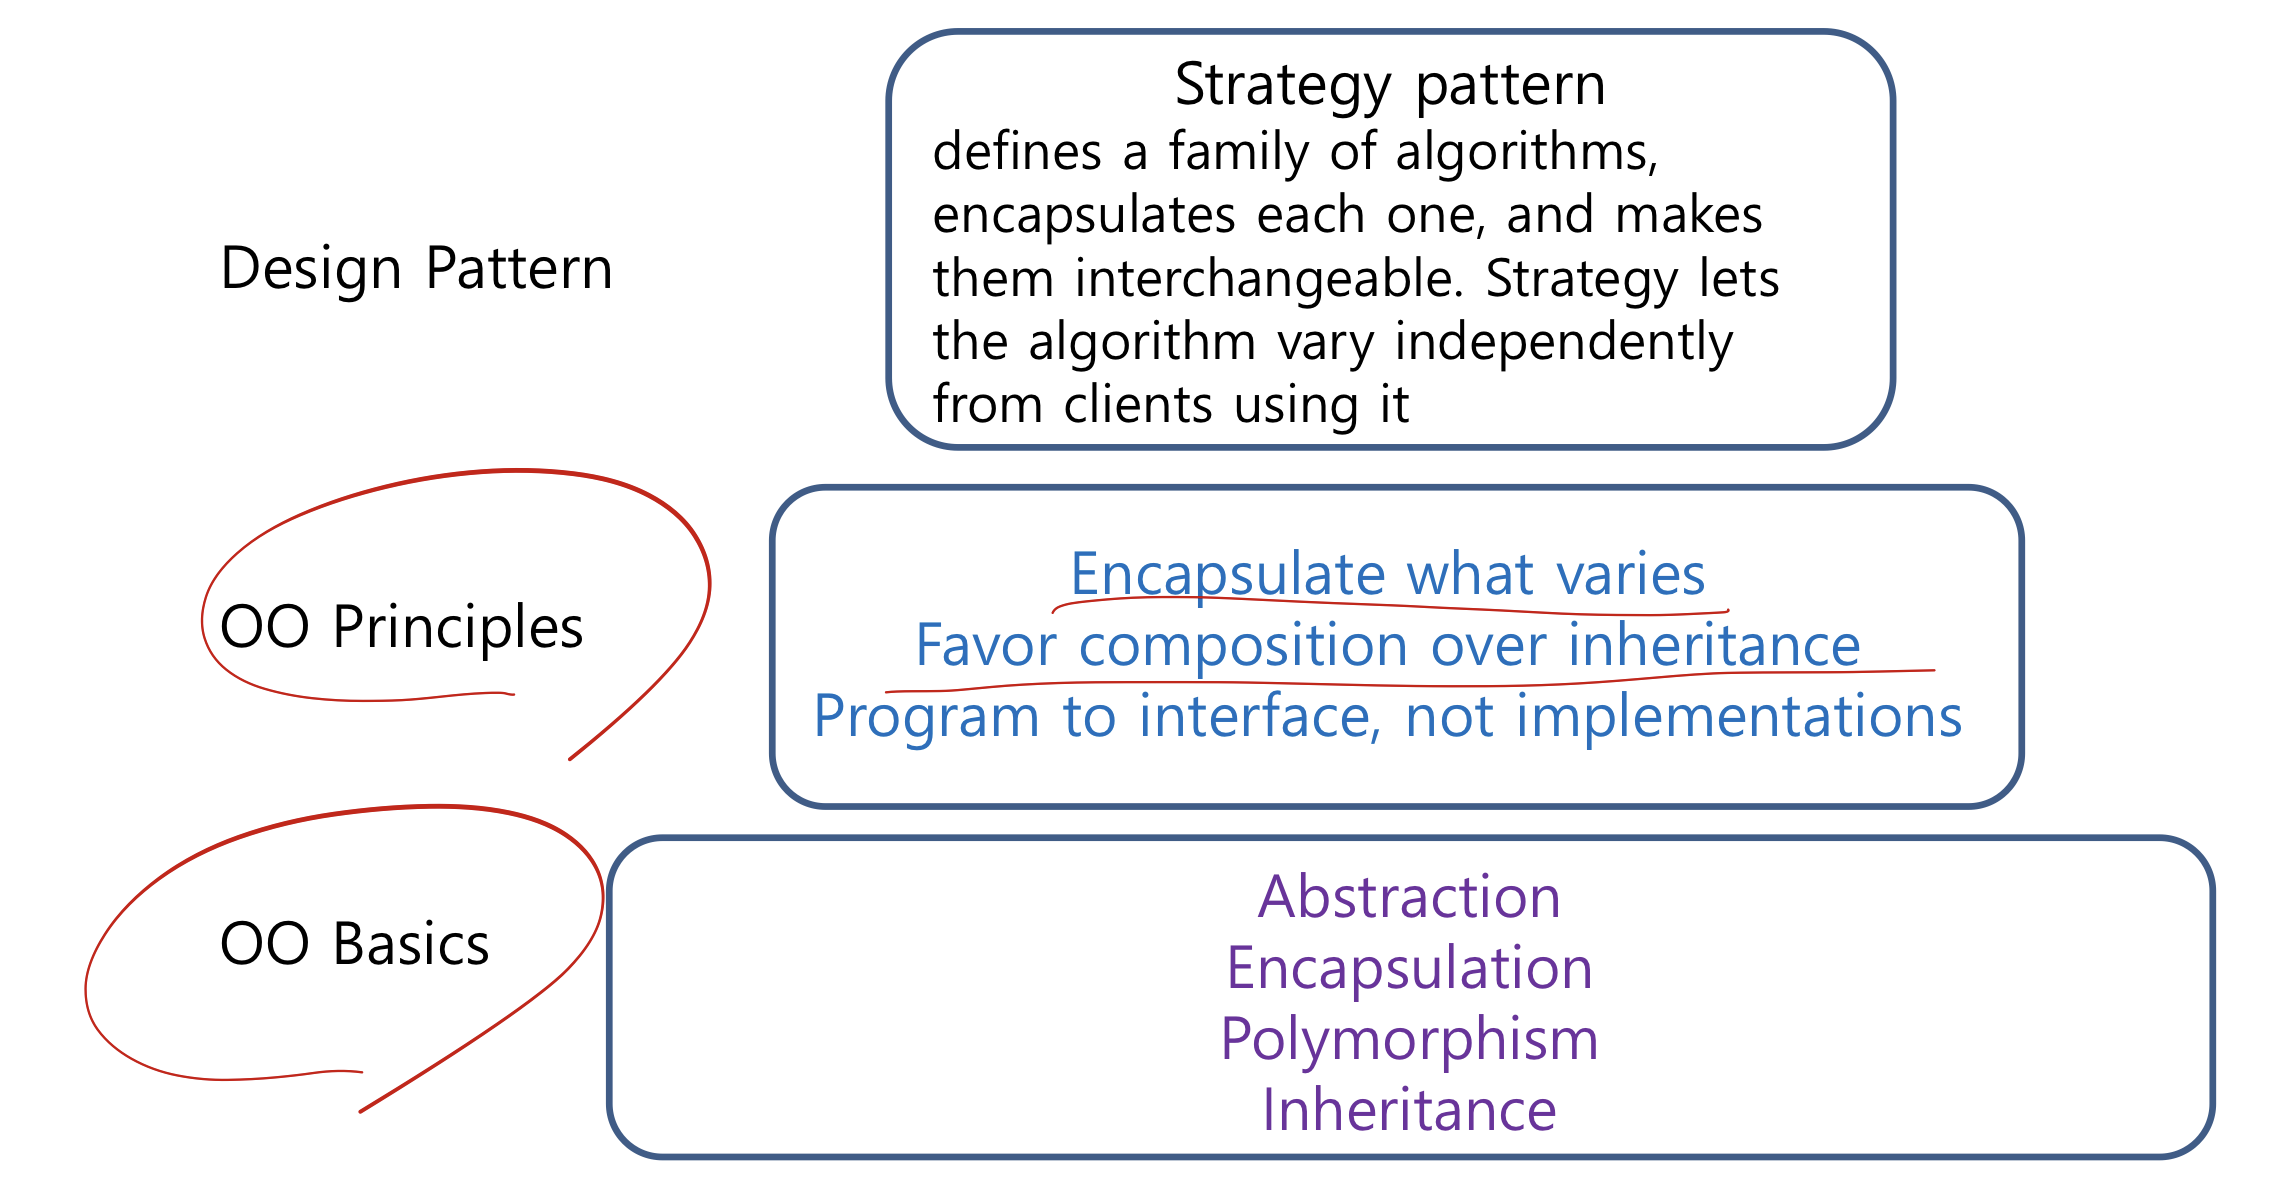 Strategy pattern
defines a family of algorithms,
encapsulates each one, and makes
them interchangeable. Strategy lets
the algorithm vary independently
from clients using it
Design Pattern
OO Principles
Encapsulate what varies
Favor composition over inheritance
Program to interface, not implementations
OO Basics
Abstraction
Encapsulation
Polymorphism
Inheritance